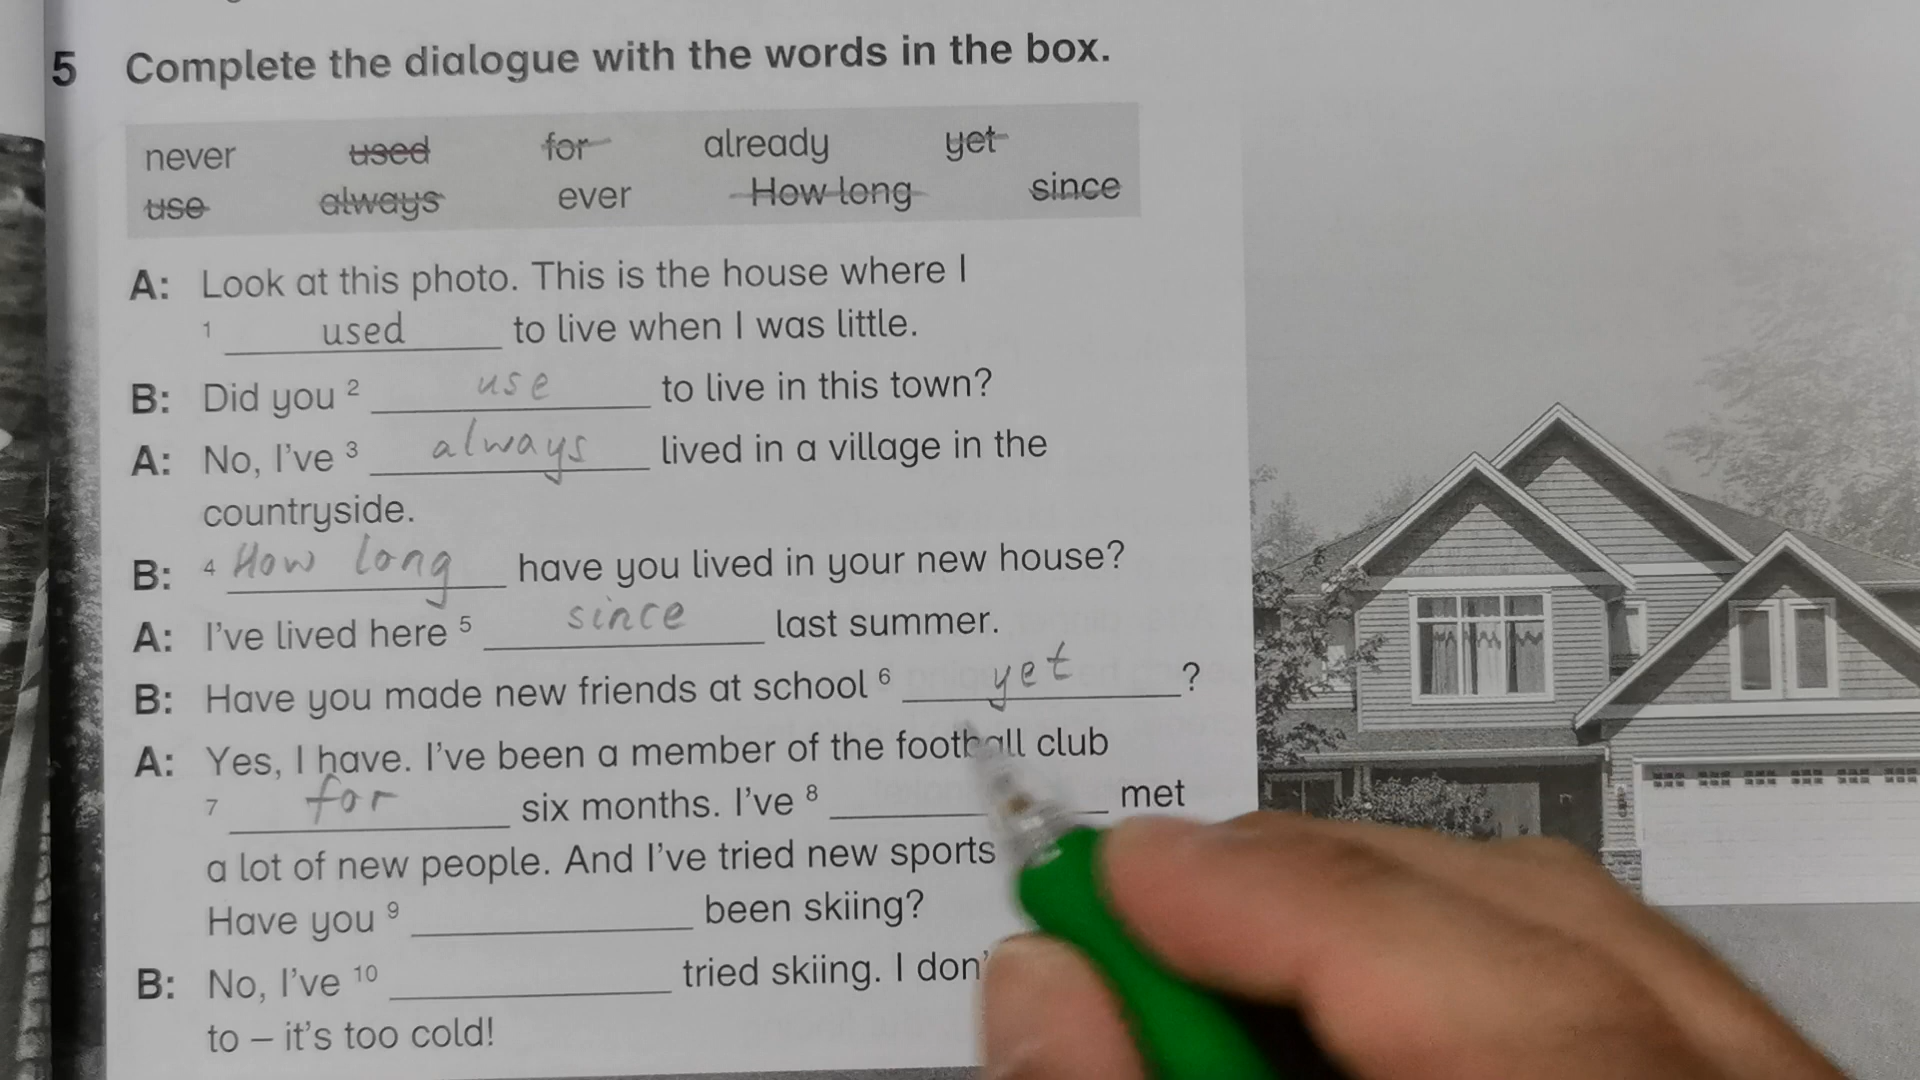 5 Complete the dialogue with the words in the box.
never used for already yet
use always ever How long since
A: Look at this photo. This is the house where I
1 used to live when I was little.
B: Did you 2 use to live in this town?
A: No, I've 3 always lived in a village in the
countryside.
B: 4 How long have you lived in your new house?
A: I've lived here 5 since last summer.
B: Have you made new friends at school 6 yet ?
A: Yes, I have. I've been a member of the football club
7 for six months. I've 8 ____ met
a lot of new people. And I've tried new sports
Have you 9 ____ been skiing?
B: No, I've 10 ____ tried skiing. I don'
to – it's too cold!